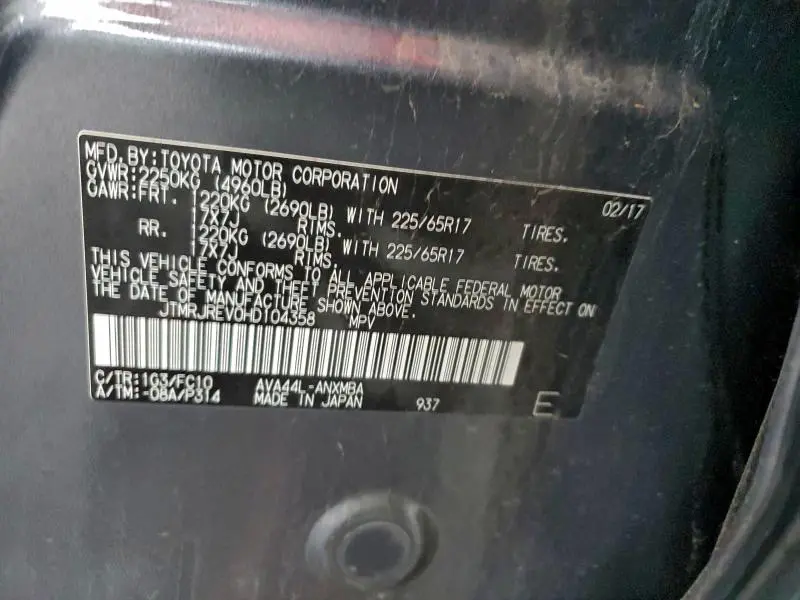 MFD.BY:TOYOTA MOTOR CORPORATION 02/17
GVWR:2250KG (4960LB)
GAWR:FRT. 1220KG (2690LB) WITH 225/65R17 TIRES,
17X7J RIMS,
RR. 1220KG (2690LB) WITH 225/65R17 TIRES,
17X7J RIMS,
THIS VEHICLE CONFORMS TO ALL APPLICABLE FEDERAL MOTOR
VEHICLE SAFETY AND THEFT PREVENTION STANDARDS IN EFFECT ON
THE DATE OF MANUFACTURE SHOWN ABOVE.
JTMRJREV0HD104358 MPV
C/TR:1G3/FC10 AVA44L-ANXMBA
A/TM:-08A/P314 MADE IN JAPAN 937 E